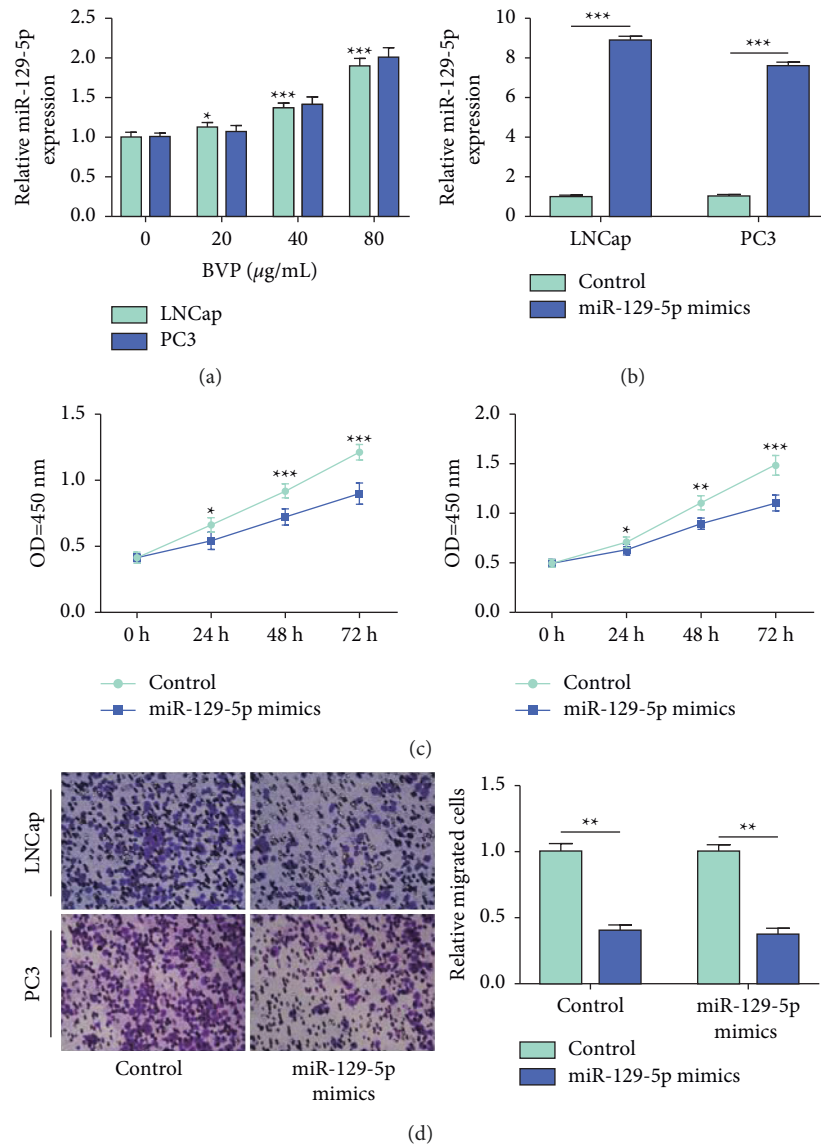 Relative miR-129-5p
expression
2.5
2.0
1.5
1.0
0.5
0.0
*
***
***
0
20
40
80
BVP (µg/mL)
LNCap
PC3
(a)
Relative miR-129-5p
expression
10
8
6
4
2
0
***
***
LNCap
PC3
Control
miR-129-5p mimics
(b)
OD=450 nm
1.5
1.0
0.5
0.0
*
***
***
0 h
24 h
48 h
72 h
Control
miR-129-5p mimics
OD=450 nm
2.0
1.5
1.0
0.5
0.0
*
**
***
0 h
24 h
48 h
72 h
Control
miR-129-5p mimics
(c)
LNCap
PC3
Control
miR-129-5p
mimics
Relative migrated cells
1.5
1.0
0.5
0.0
**
**
Control
miR-129-5p
mimics
Control
miR-129-5p mimics
(d)